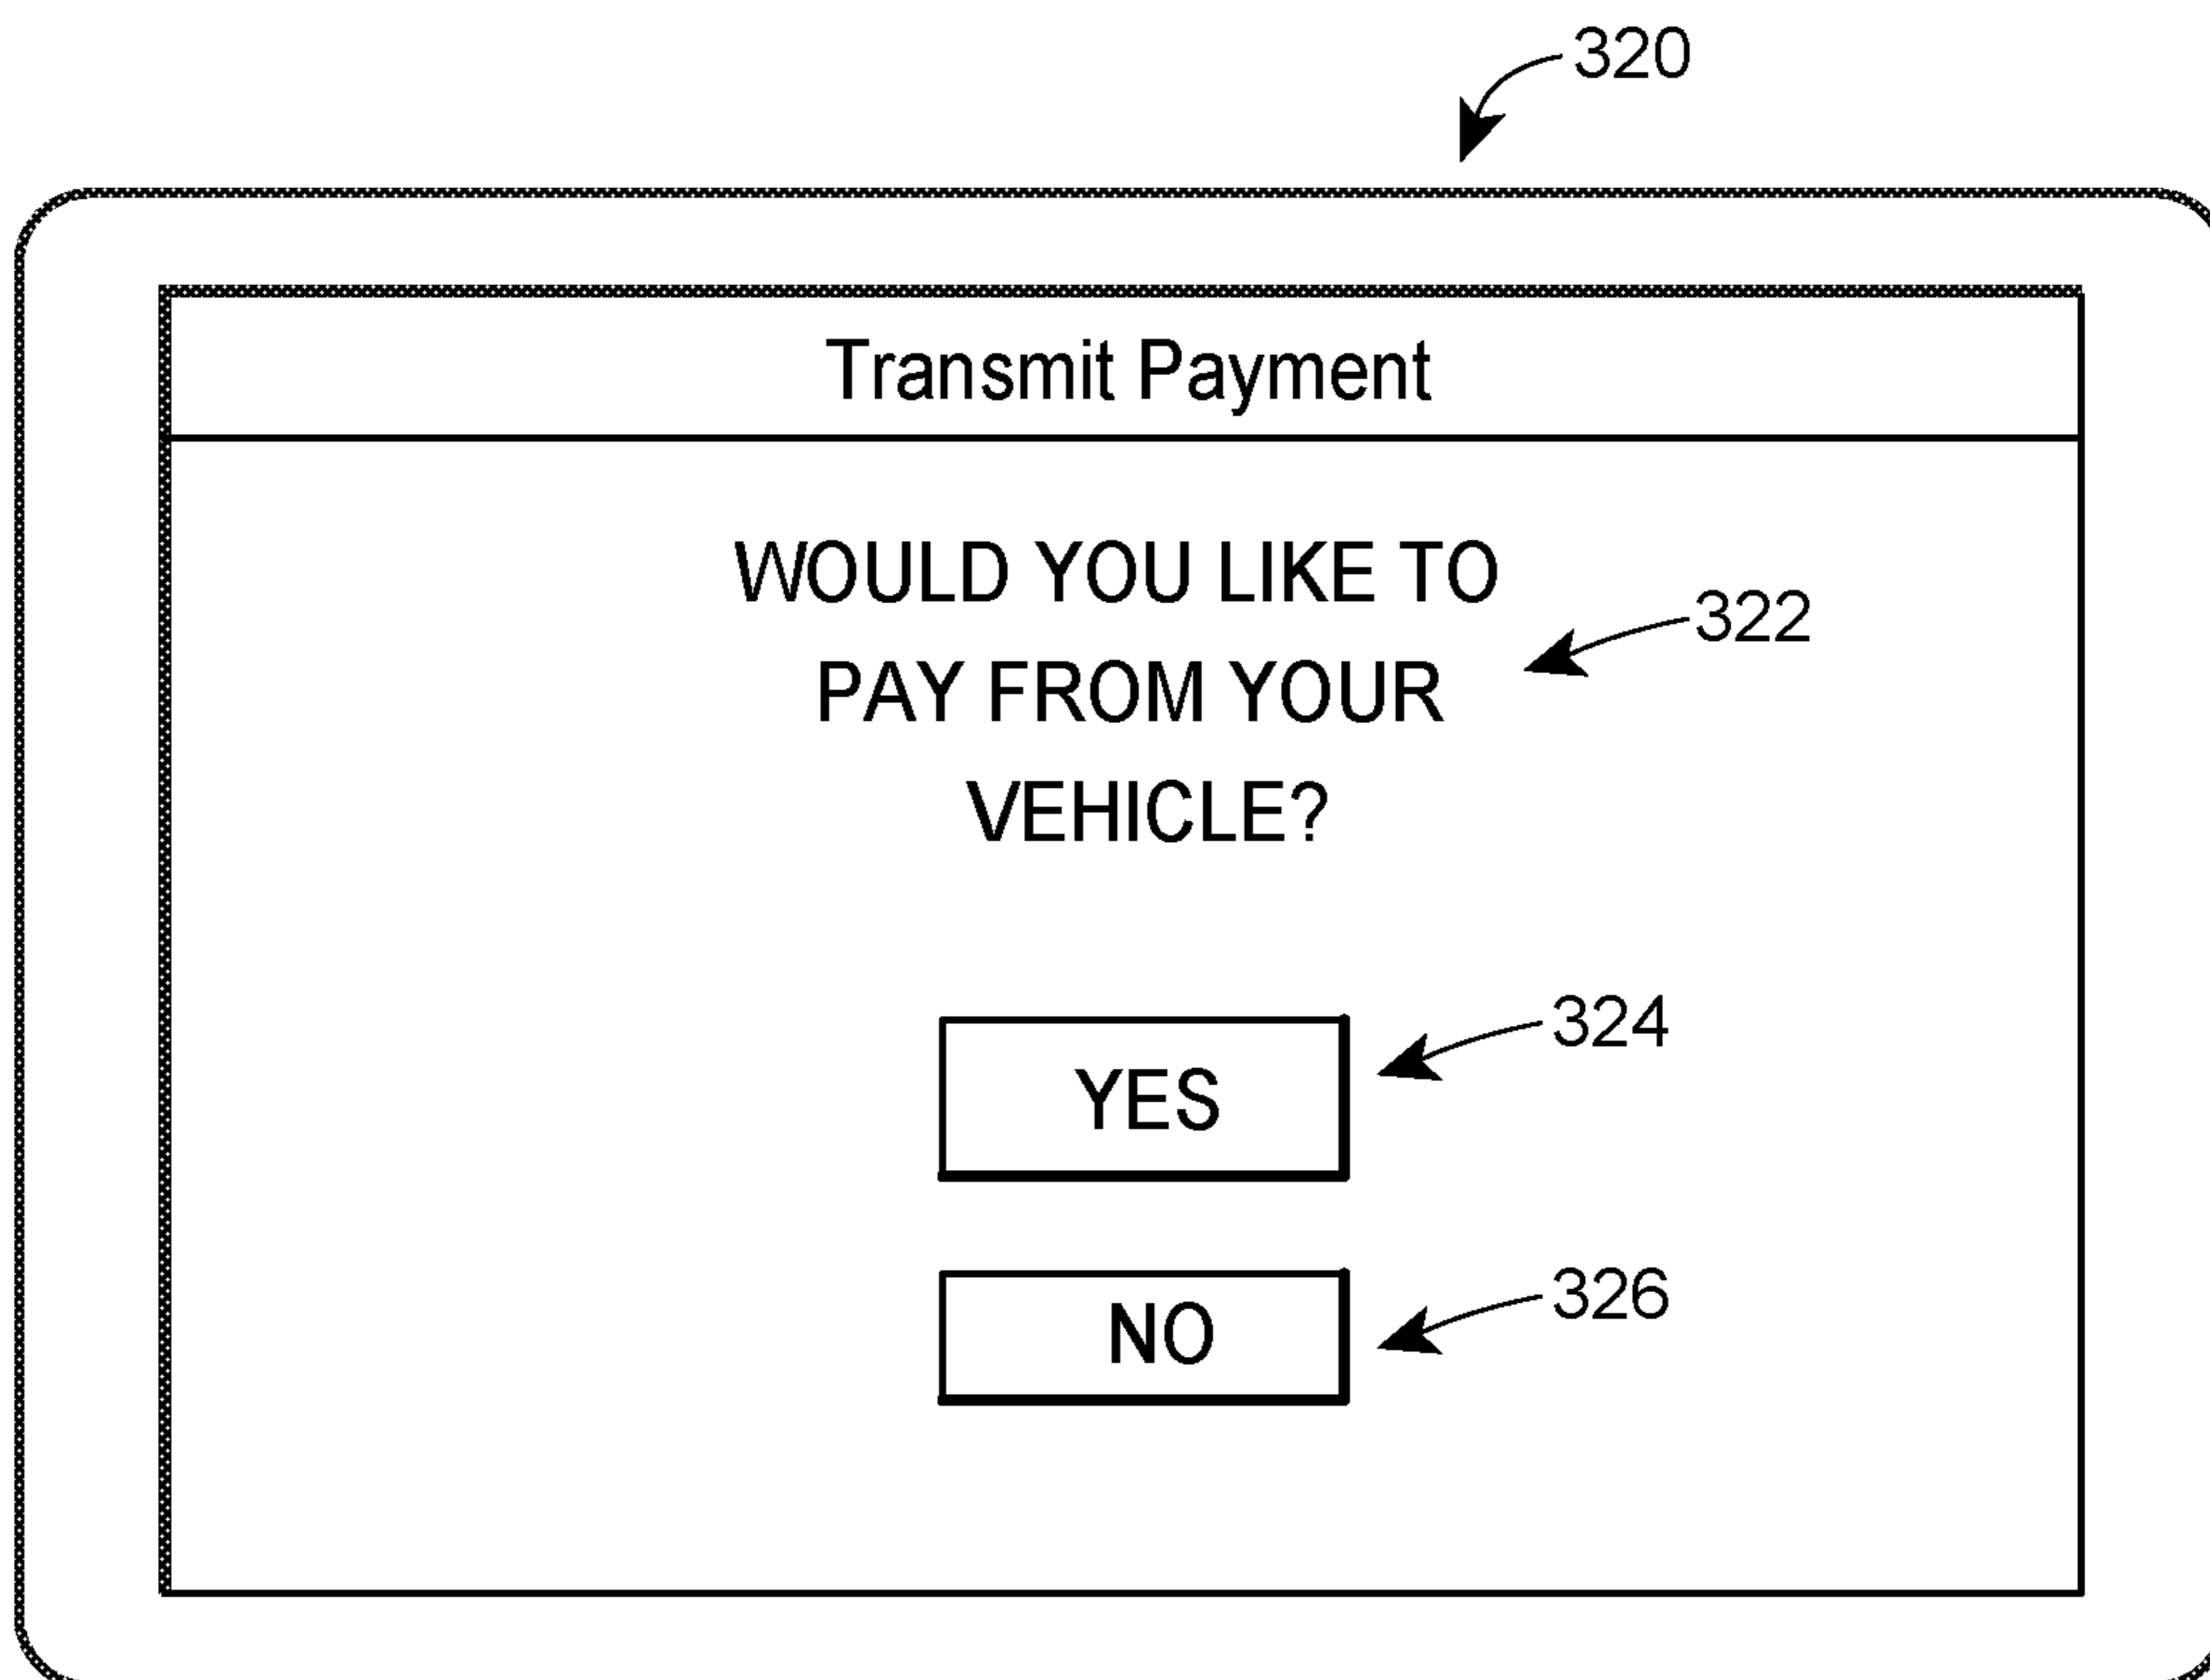 320
Transmit Payment
WOULD YOU LIKE TO
322
PAY FROM YOUR
VEHICLE?
324
YES
326
NO